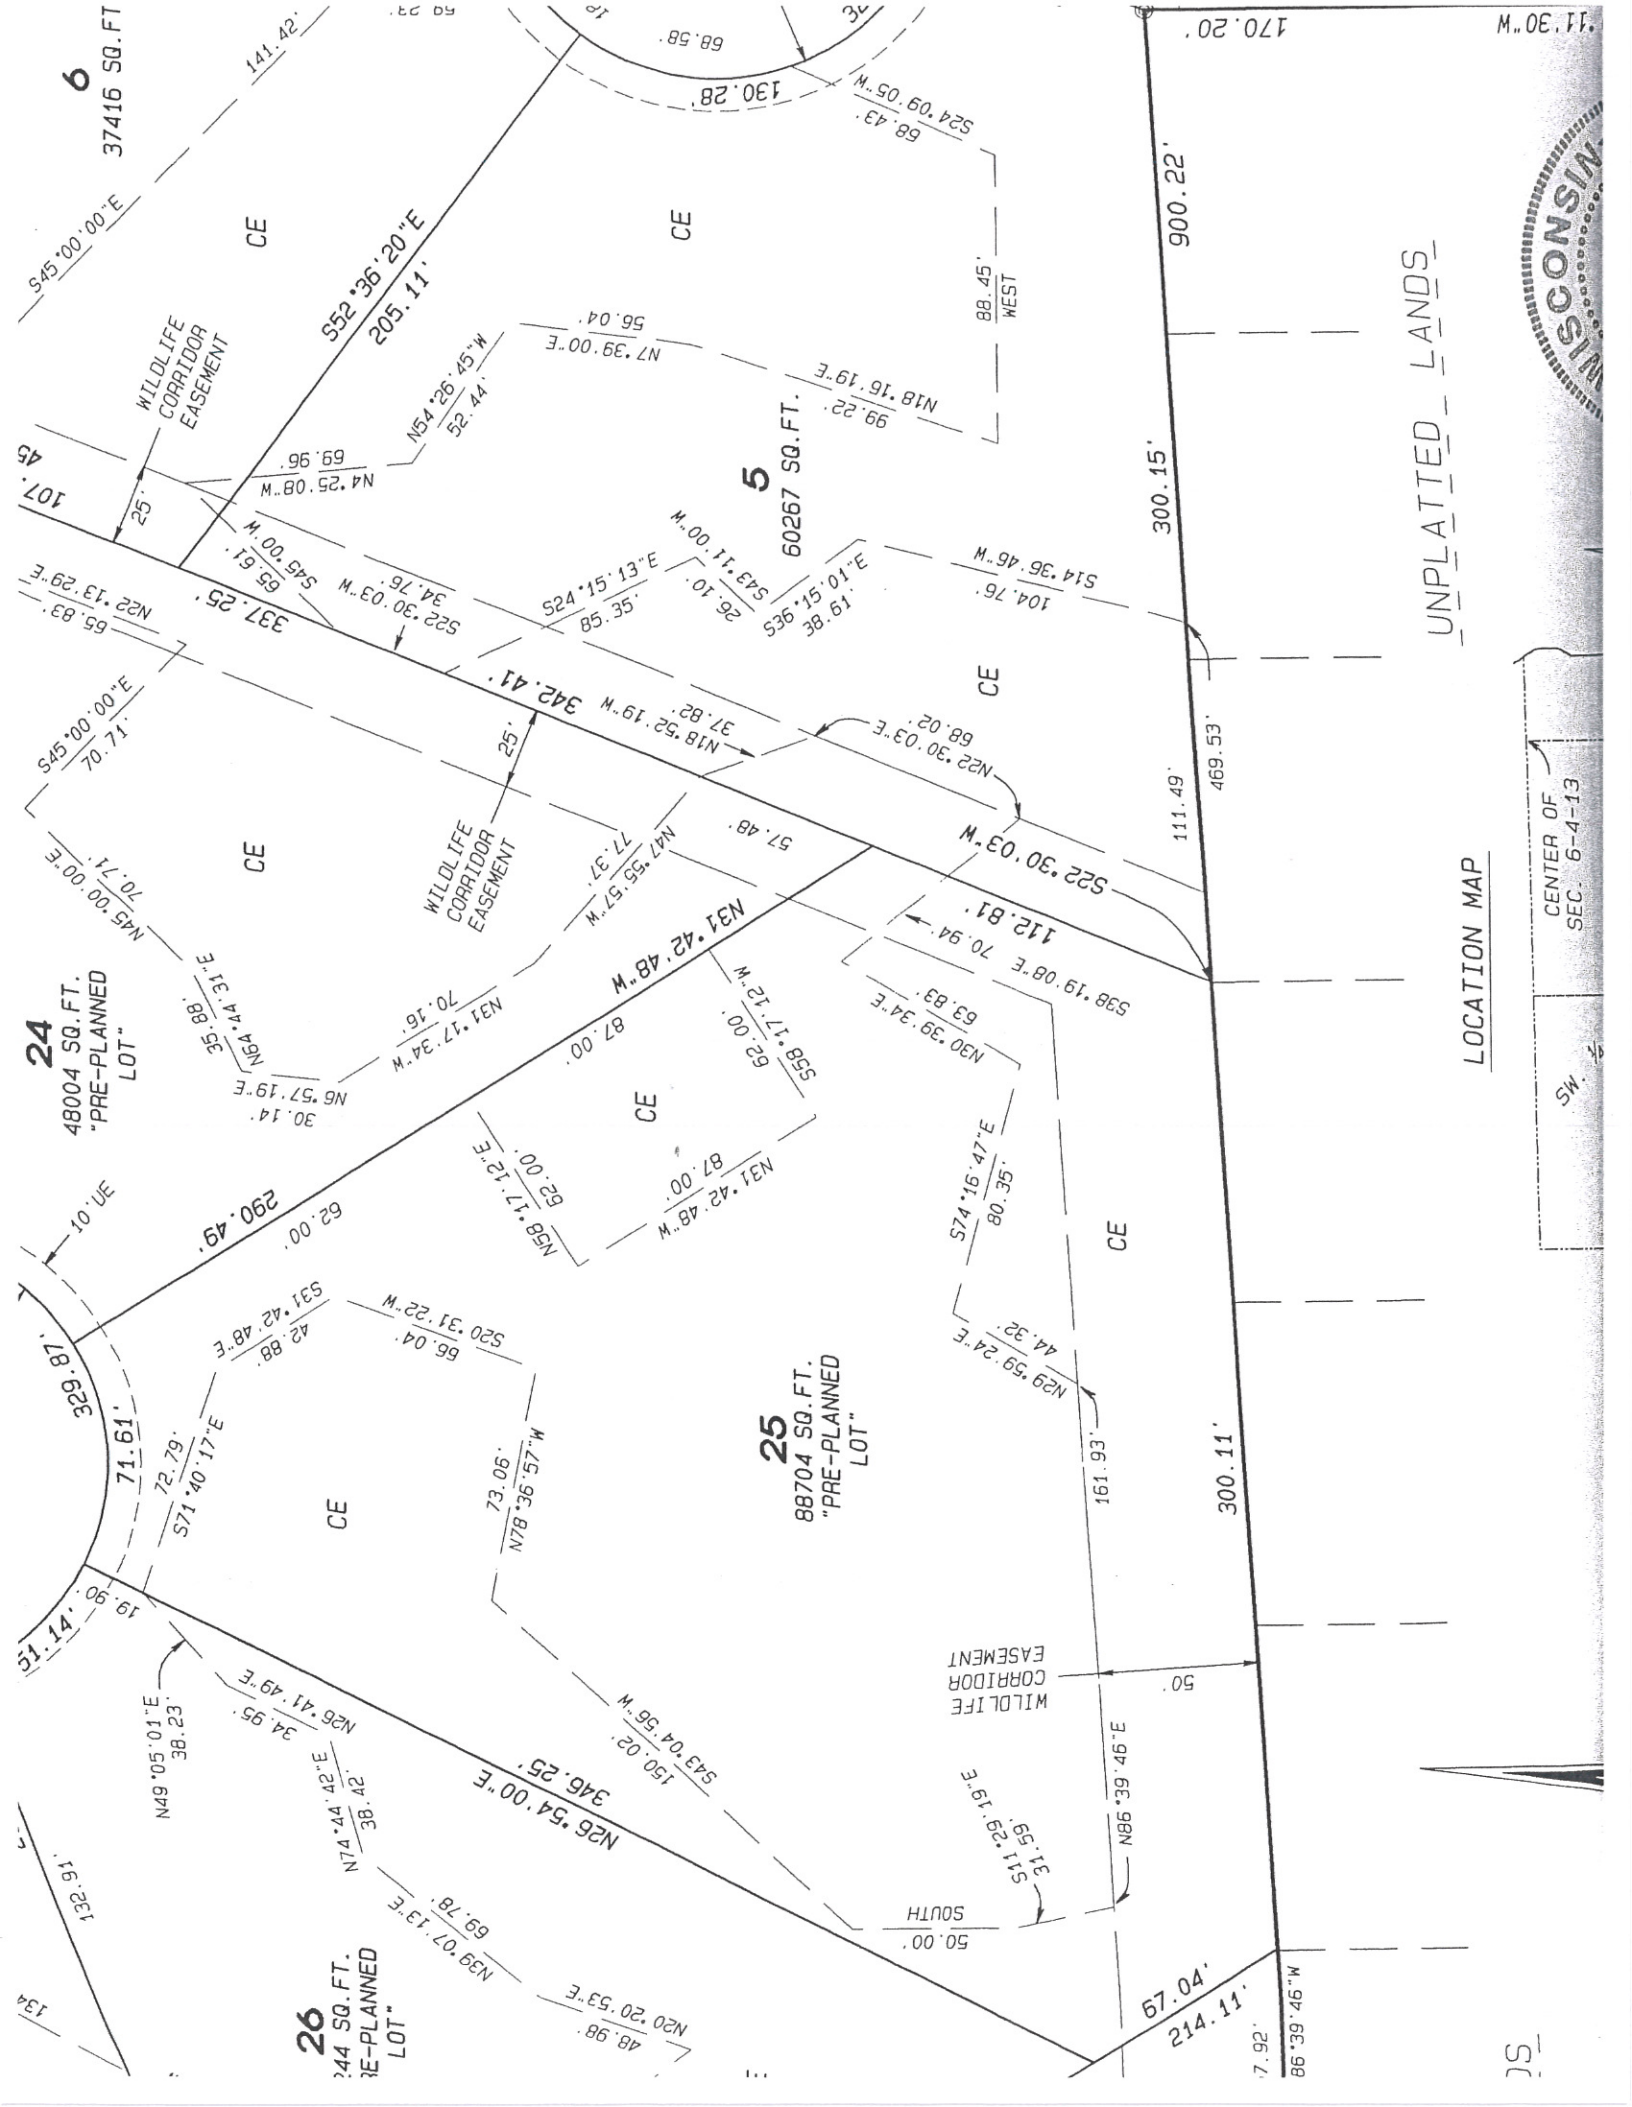 6
37416 SQ.FT
141.42'
S45°00'00"E
CE
WILDLIFE
CORRIDOR
EASEMENT
25'
107.45
S52°36'20"E
205.11'
68.58'
130.28'
S24°09'05"W
68.43'
CE
88.45'
WEST
N18°16'19"E
99.22'
N7°39'00"E
56.04'
N54°26'45"W
52.44'
N4°25'08"W
69.96'
5
60267 SQ.FT.
S45°00'W
65.61'
S22°30'03"W
34.76'
337.25'
N22°13'29"E
65.83'
S24°15'13"E
85.35'
S43°11'00"W
26.10'
S36°15'01"E
38.61'
S14°36'46"W
104.76'
CE
342.41'
N18°52'19"W
37.82'
N22°30'03"E
68.02'
S22°30'03"W
112.81'
57.48'
170.20'
°11'30"W
900.22'
300.15'
469.53'
111.49'
UNPLATTED LANDS
WISCONSIN
LOCATION MAP
CENTER OF
SEC. 6-4-13
SW.
24
48004 SQ.FT.
"PRE-PLANNED
LOT"
S45°00'00"E
70.71'
N45°00'00"E
70.71'
CE
N64°44'31"E
35.88'
N6°57'19"E
30.14'
N31°17'34"W
70.16'
N47°55'57"W
77.37'
WILDLIFE
CORRIDOR
EASEMENT
25'
N31°42'48"W
290.49'
87.00'
62.00'
10'UE
329.87'
71.61'
S58°17'12"W
62.00'
N31°42'48"W
87.00'
N58°17'12"E
62.00'
CE
S38°19'08"E
70.94'
N30°39'34"E
63.83'
S74°16'47"E
80.35'
N29°59'24"E
44.32'
CE
25
88704 SQ.FT.
"PRE-PLANNED
LOT"
S31°42'48"E
42.88'
S20°31'22"W
66.04'
72.79'
S71°40'17"E
73.06'
N78°36'57"W
CE
19.90'
51.14'
161.93'
300.11'
WILDLIFE
CORRIDOR
EASEMENT
50'
N86°39'46"E
S11°29'19"E
31.59'
SOUTH
50.00'
S43°04'56"W
150.02'
N26°54'00"E
346.25'
N49°05'01"E
38.23'
N26°41'49"E
34.95'
N74°44'42"E
38.42'
N39°07'13"E
69.78'
N20°20'53"E
48.98'
26
244 SQ.FT.
RE-PLANNED
LOT"
132.91'
134
67.04'
214.11'
7.92'
86°39'46"W
DS